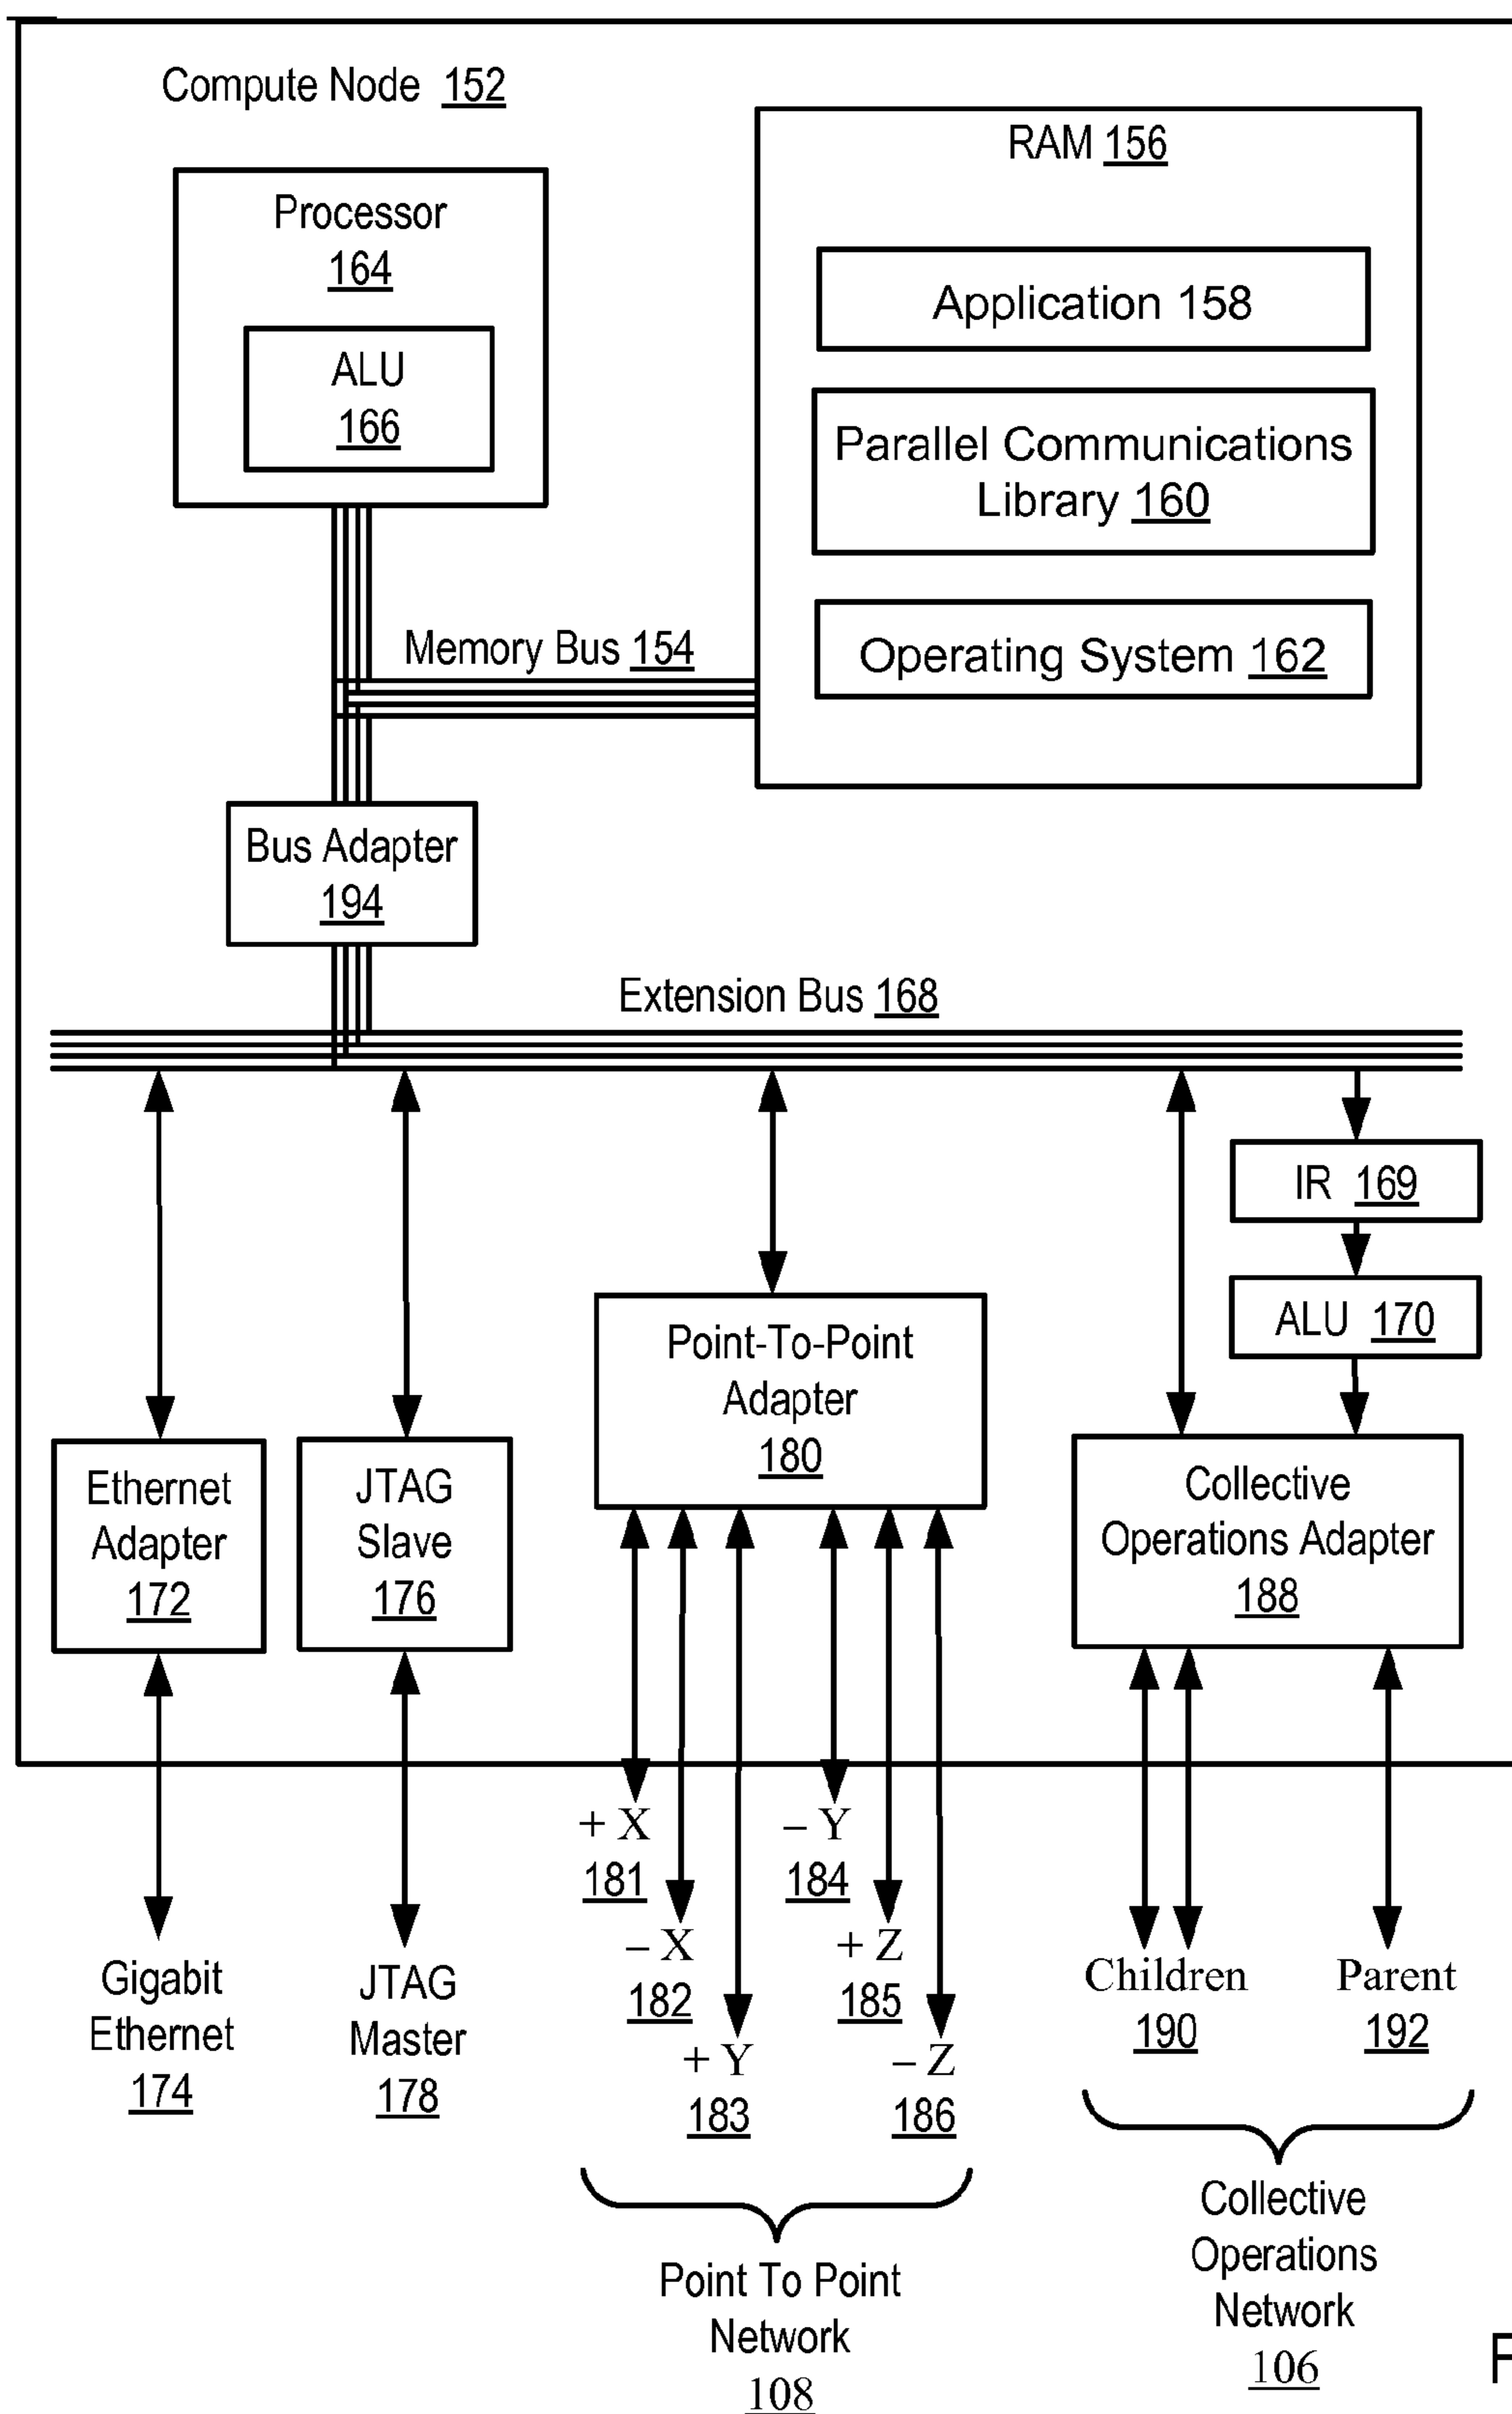 Compute Node 152
RAM 156
Processor
164
ALU
166
Application 158
Parallel Communications
Library 160
Operating System 162
Memory Bus 154
Bus Adapter
194
Extension Bus 168
IR 169
ALU 170
Point-To-Point
Adapter
180
Ethernet
Adapter
172
JTAG
Slave
176
Collective
Operations Adapter
188
+ X
181
– X
182
+ Y
183
– Y
184
+ Z
185
– Z
186
Gigabit
Ethernet
174
JTAG
Master
178
Children
190
Parent
192
Point To Point
Network
108
Collective
Operations
Network
106
F